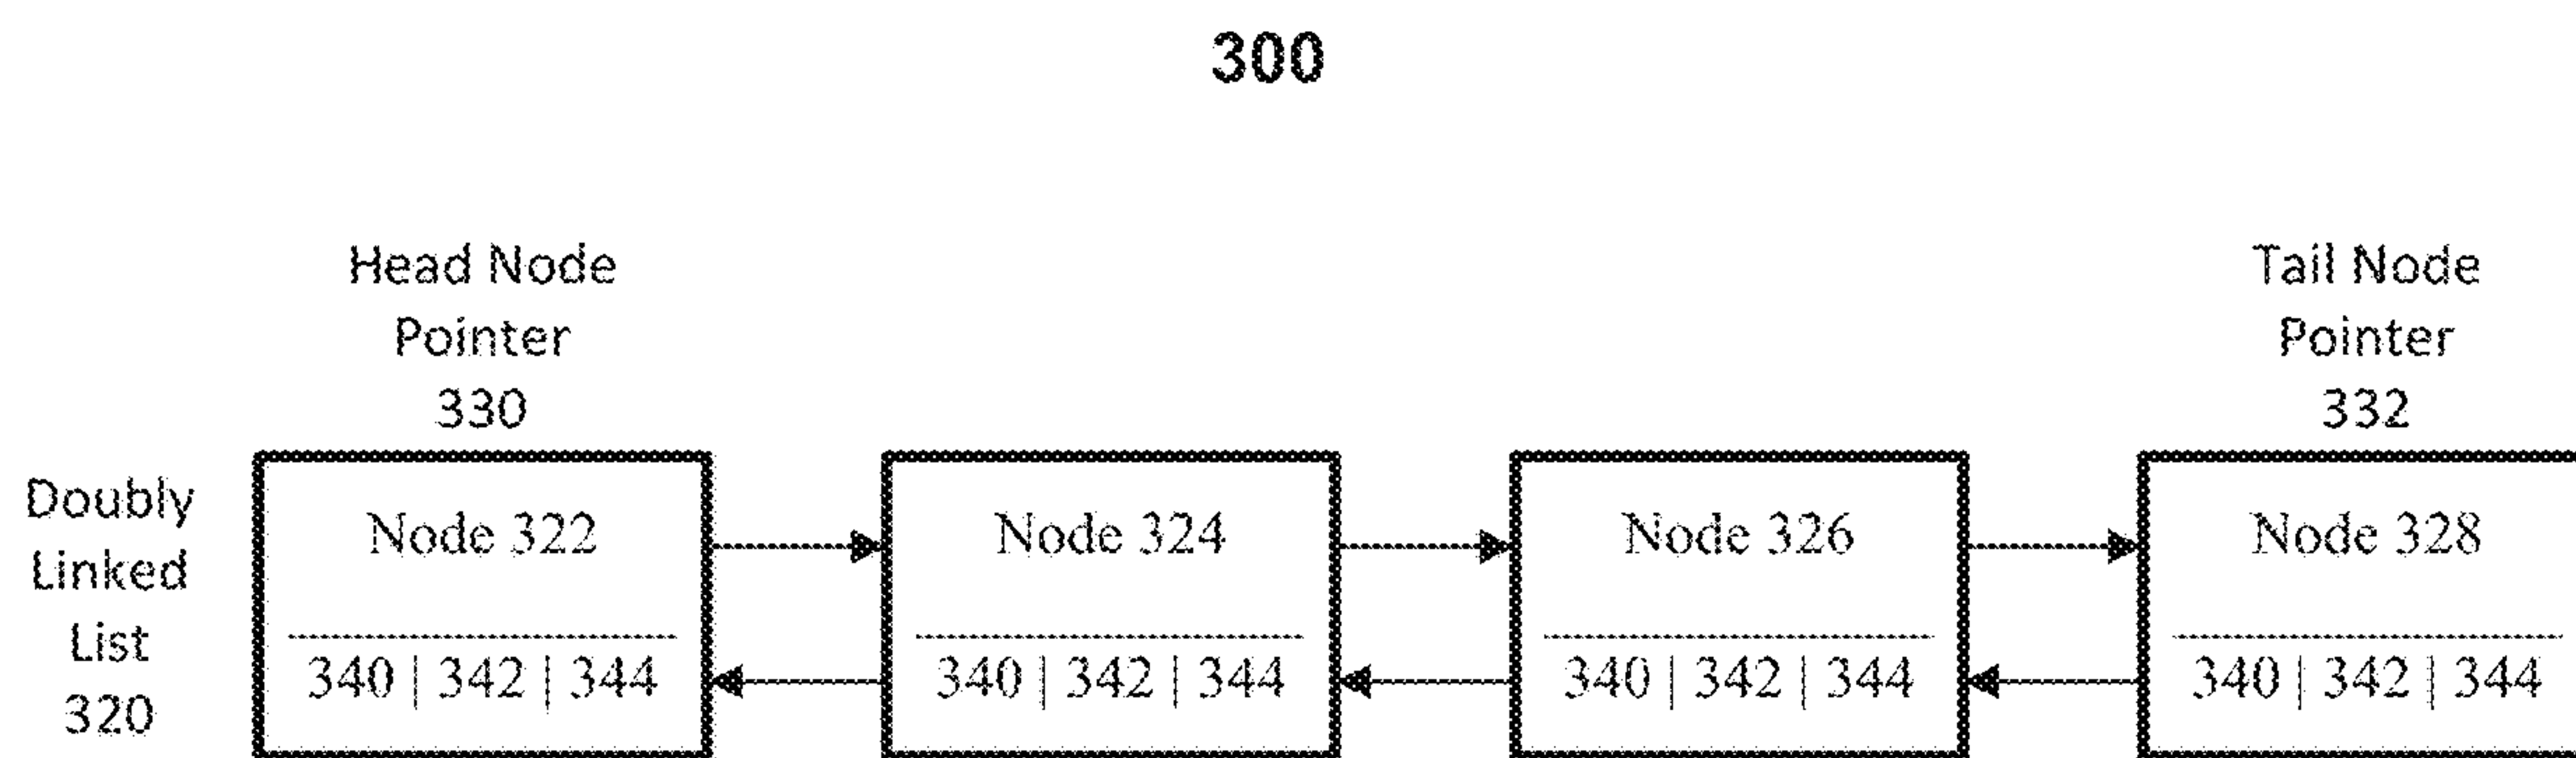 300
Head Node
Pointer
330
Tail Node
Pointer
332
Doubly
Linked
List
320
Node 322
340 | 342 | 344
Node 324
340 | 342 | 344
Node 326
340 | 342 | 344
Node 328
340 | 342 | 344